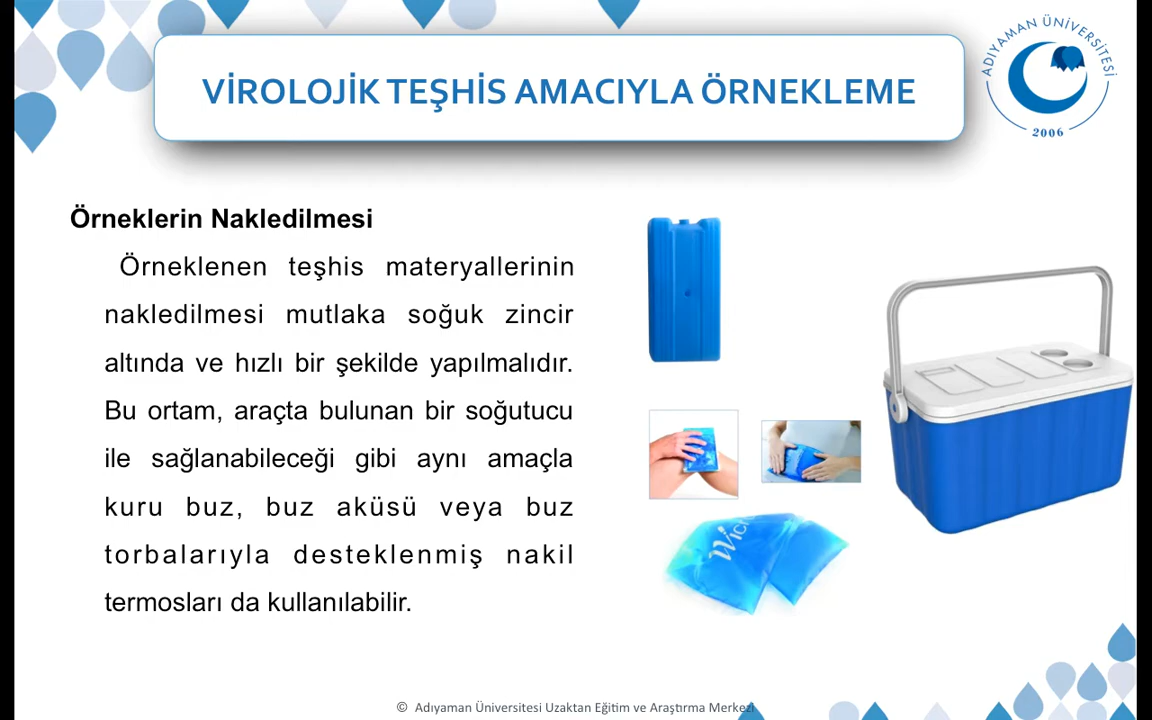 VİROLOJİK TEŞHİS AMACIYLA ÖRNEKLEME
ADIYAMAN ÜNİVERSİTESİ
2006
Örneklerin Nakledilmesi
Örneklenen teşhis materyallerinin
nakledilmesi mutlaka soğuk zincir
altında ve hızlı bir şekilde yapılmalıdır.
Bu ortam, araçta bulunan bir soğutucu
ile sağlanabileceği gibi aynı amaçla
kuru buz, buz aküsü veya buz
torbalarıyla desteklenmiş nakil
termosları da kullanılabilir.
© Adıyaman Üniversitesi Uzaktan Eğitim ve Araştırma Merkezi